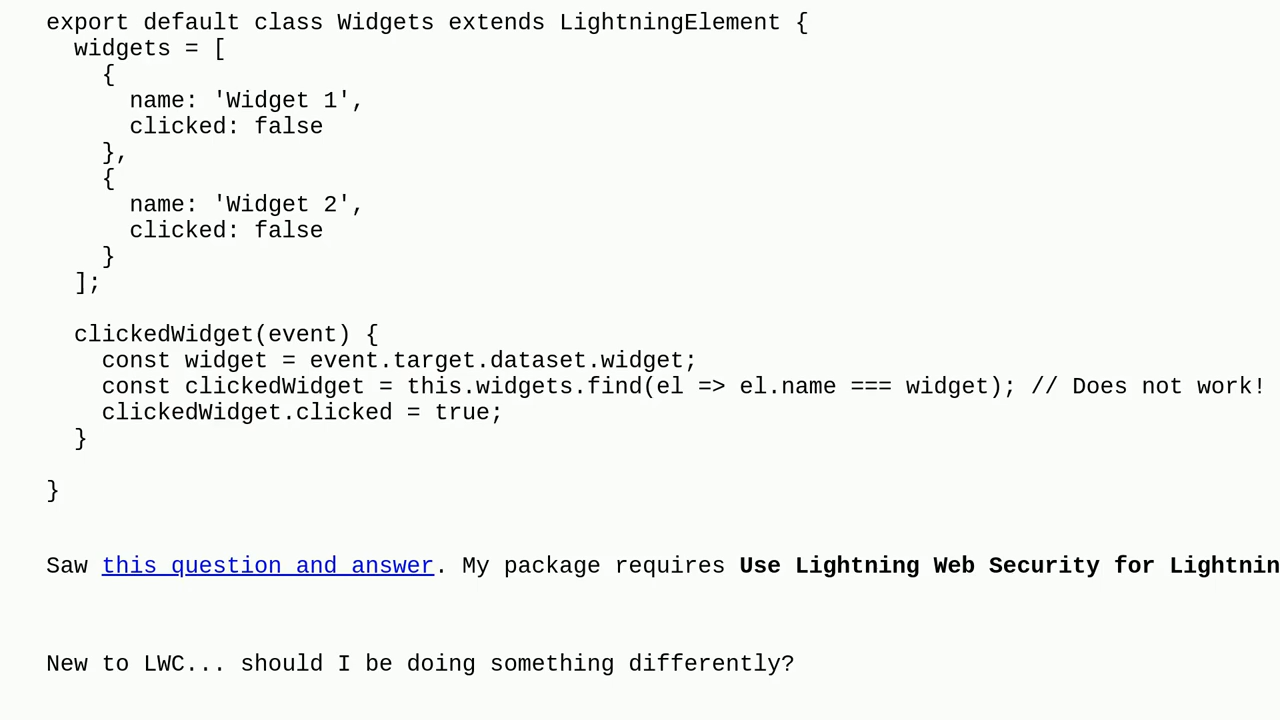 export default class Widgets extends LightningElement {
  widgets = [
    {
      name: 'Widget 1',
      clicked: false
    },
    {
      name: 'Widget 2',
      clicked: false
    }
  ];

  clickedWidget(event) {
    const widget = event.target.dataset.widget;
    const clickedWidget = this.widgets.find(el => el.name === widget); // Does not work!
    clickedWidget.clicked = true;
  }

}

Saw this question and answer. My package requires Use Lightning Web Security for Lightnin

New to LWC... should I be doing something differently?